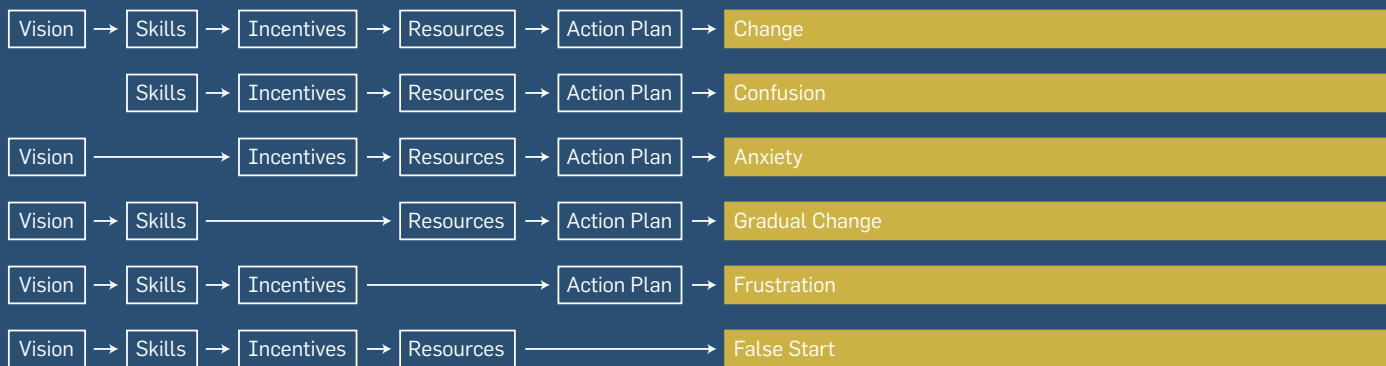 Vision Skills Incentives Resources Action Plan Change
Skills Incentives Resources Action Plan Confusion
Vision Incentives Resources Action Plan Anxiety
Vision Skills Resources Action Plan Gradual Change
Vision Skills Incentives Action Plan Frustration
Vision Skills Incentives Resources False Start